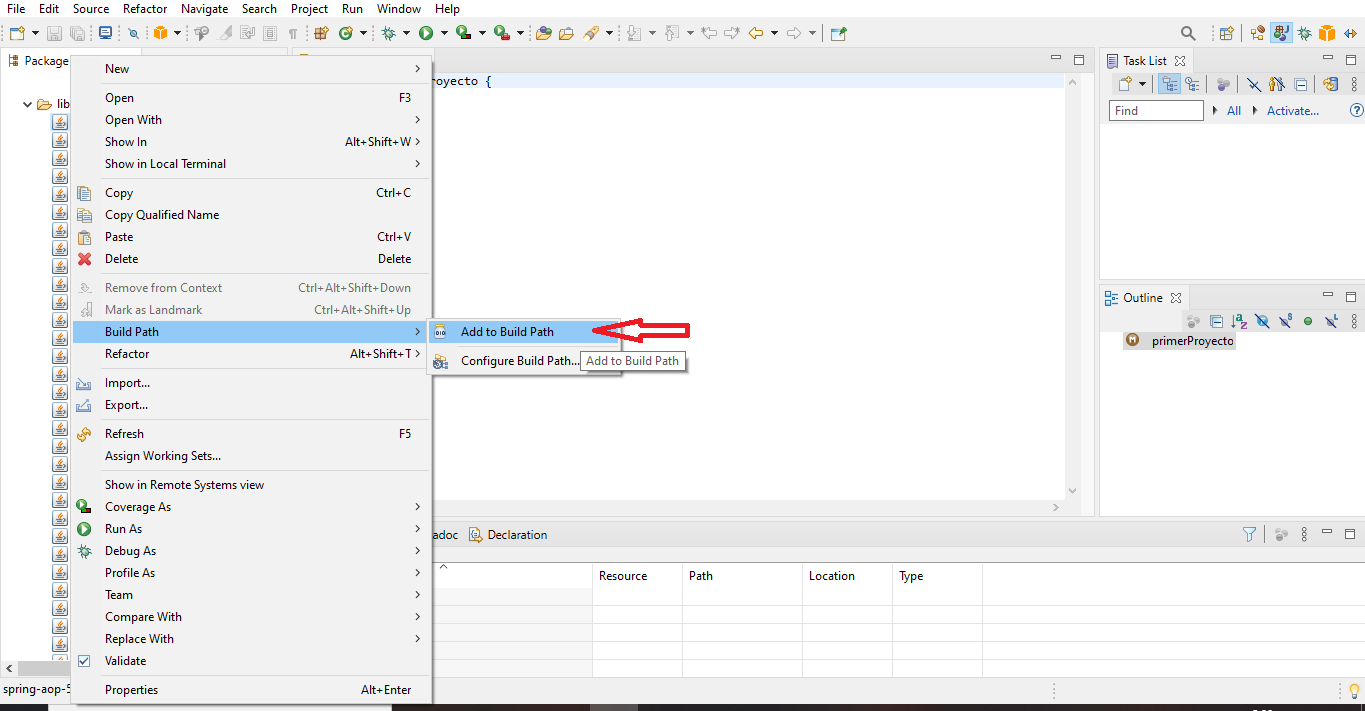 File Edit Source Refactor Navigate Search Project Run Window Help
Package
lib
New
Open F3
Open With
Show In Alt+Shift+W
Show in Local Terminal
Copy Ctrl+C
Copy Qualified Name
Paste Ctrl+V
Delete Delete
Remove from Context Ctrl+Alt+Shift+Down
Mark as Landmark Ctrl+Alt+Shift+Up
Build Path
Refactor Alt+Shift+T
Import...
Export...
Refresh F5
Assign Working Sets...
Show in Remote Systems view
Coverage As
Run As
Debug As
Profile As
Team
Compare With
Replace With
Validate
Properties Alt+Enter
Add to Build Path
Configure Build Path...
Add to Build Path
royecto {
Task List
Find All Activate...
Outline
primerProyecto
adoc Declaration
Resource Path Location Type
spring-aop-5